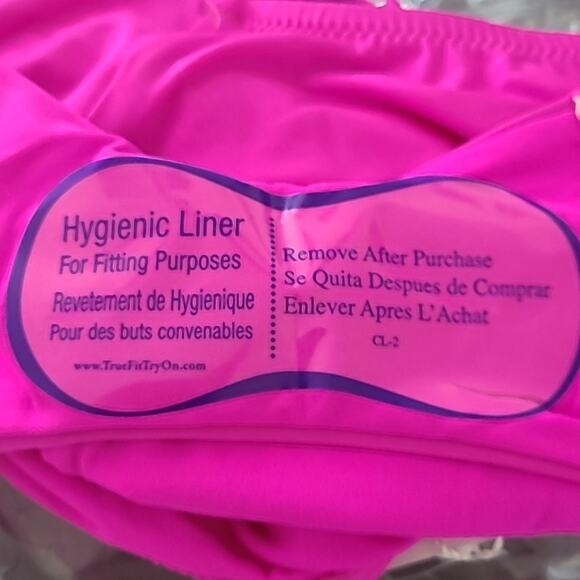 Hygienic Liner
For Fitting Purposes
Revetement de Hygienique
Pour des buts convenables
www.TrueFitTryOn.com
Remove After Purchase
Se Quita Despues de Comprar
Enlever Apres L'Achat
CL-2